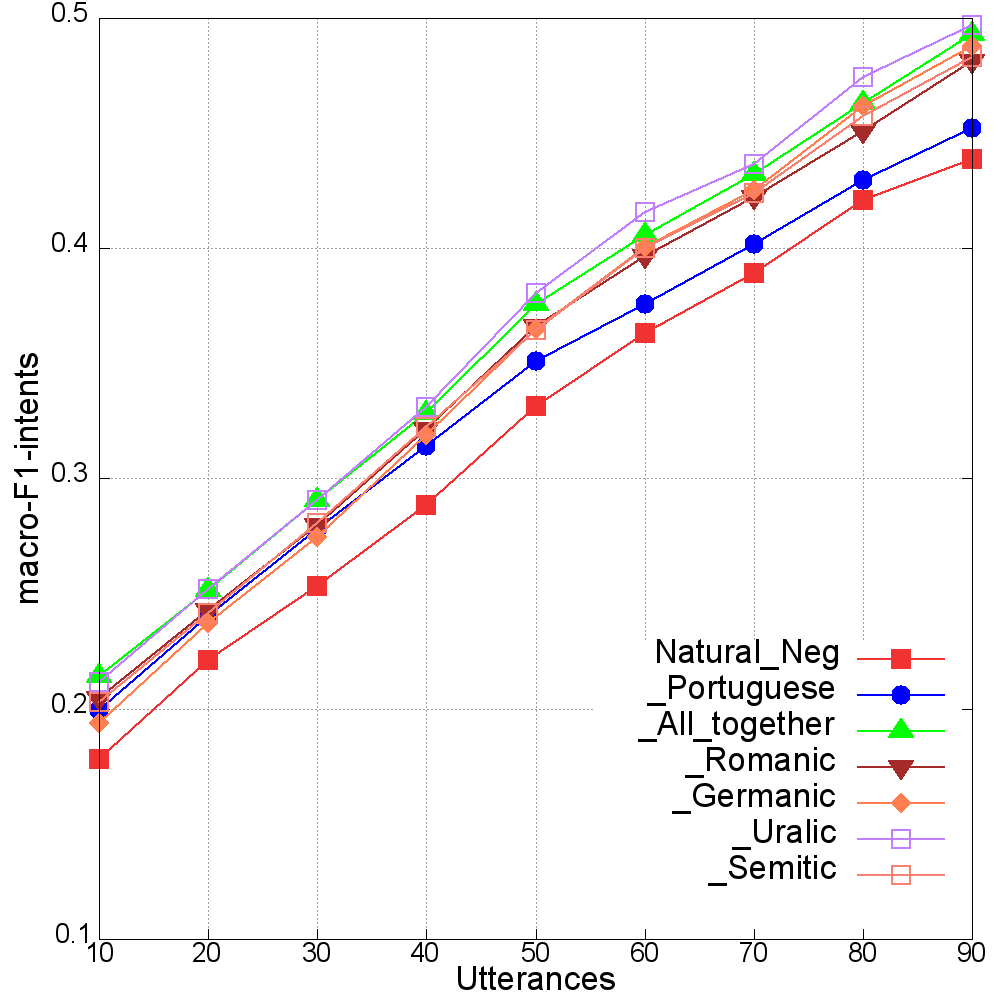 0.5
0.4
0.3
0.2
0.1
macro-F1-intents
Natural_Neg
_Portuguese
_All_together
_Romanic
_Germanic
_Uralic
_Semitic
10 20 30 40 50 60 70 80 90
Utterances